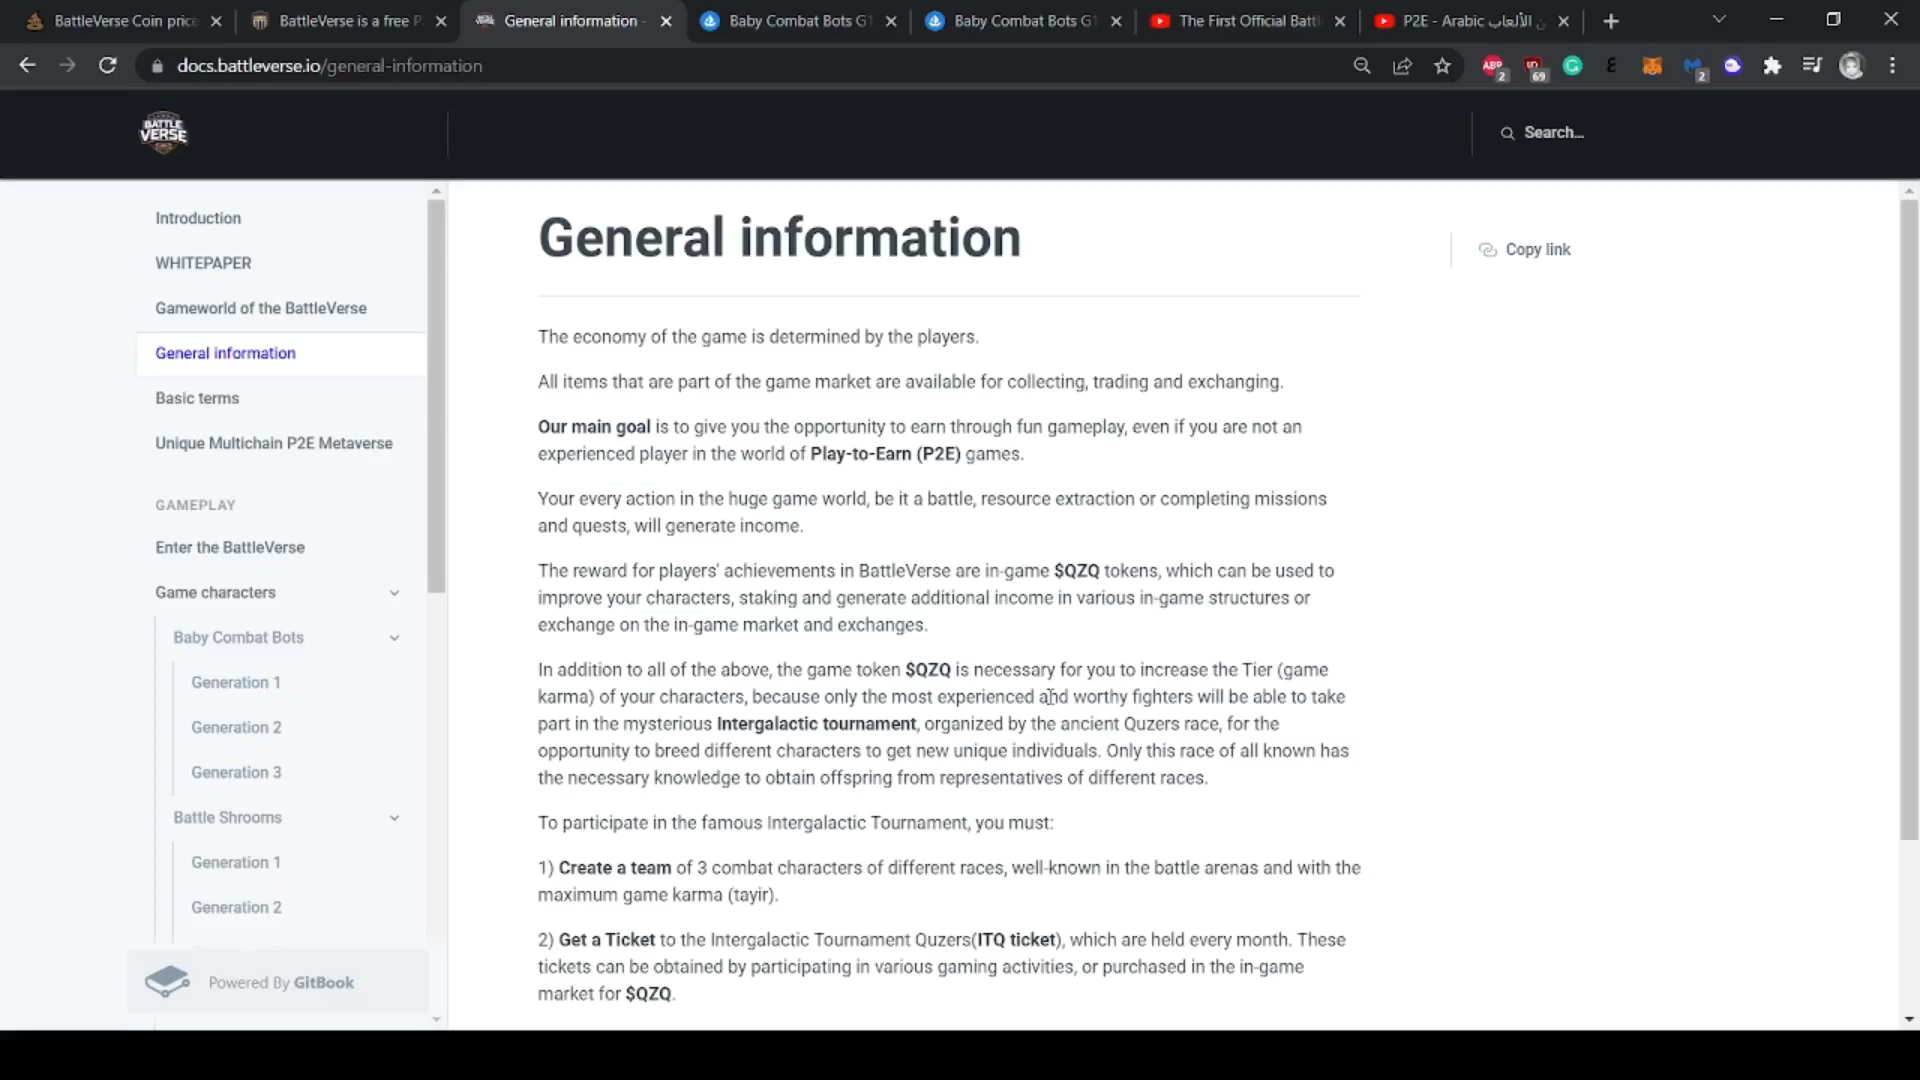 BattleVerse Coin price
BattleVerse is a free P
General information -
Baby Combat Bots G1
Baby Combat Bots G1
The First Official Battl
P2E - Arabic ن الألعاب
docs.battleverse.io/general-information
ABP
2
69
2
BATTLE
VERSE
Search...
Introduction
WHITEPAPER
Gameworld of the BattleVerse
General information
Basic terms
Unique Multichain P2E Metaverse
GAMEPLAY
Enter the BattleVerse
Game characters
Baby Combat Bots
Generation 1
Generation 2
Generation 3
Battle Shrooms
Generation 1
Generation 2
Powered By GitBook
General information
Copy link
The economy of the game is determined by the players.
All items that are part of the game market are available for collecting, trading and exchanging.
Our main goal is to give you the opportunity to earn through fun gameplay, even if you are not an
experienced player in the world of Play-to-Earn (P2E) games.
Your every action in the huge game world, be it a battle, resource extraction or completing missions
and quests, will generate income.
The reward for players' achievements in BattleVerse are in-game $QZQ tokens, which can be used to
improve your characters, staking and generate additional income in various in-game structures or
exchange on the in-game market and exchanges.
In addition to all of the above, the game token $QZQ is necessary for you to increase the Tier (game
karma) of your characters, because only the most experienced and worthy fighters will be able to take
part in the mysterious Intergalactic tournament, organized by the ancient Quzers race, for the
opportunity to breed different characters to get new unique individuals. Only this race of all known has
the necessary knowledge to obtain offspring from representatives of different races.
To participate in the famous Intergalactic Tournament, you must:
1) Create a team of 3 combat characters of different races, well-known in the battle arenas and with the
maximum game karma (tayir).
2) Get a Ticket to the Intergalactic Tournament Quzers(ITQ ticket), which are held every month. These
tickets can be obtained by participating in various gaming activities, or purchased in the in-game
market for $QZQ.